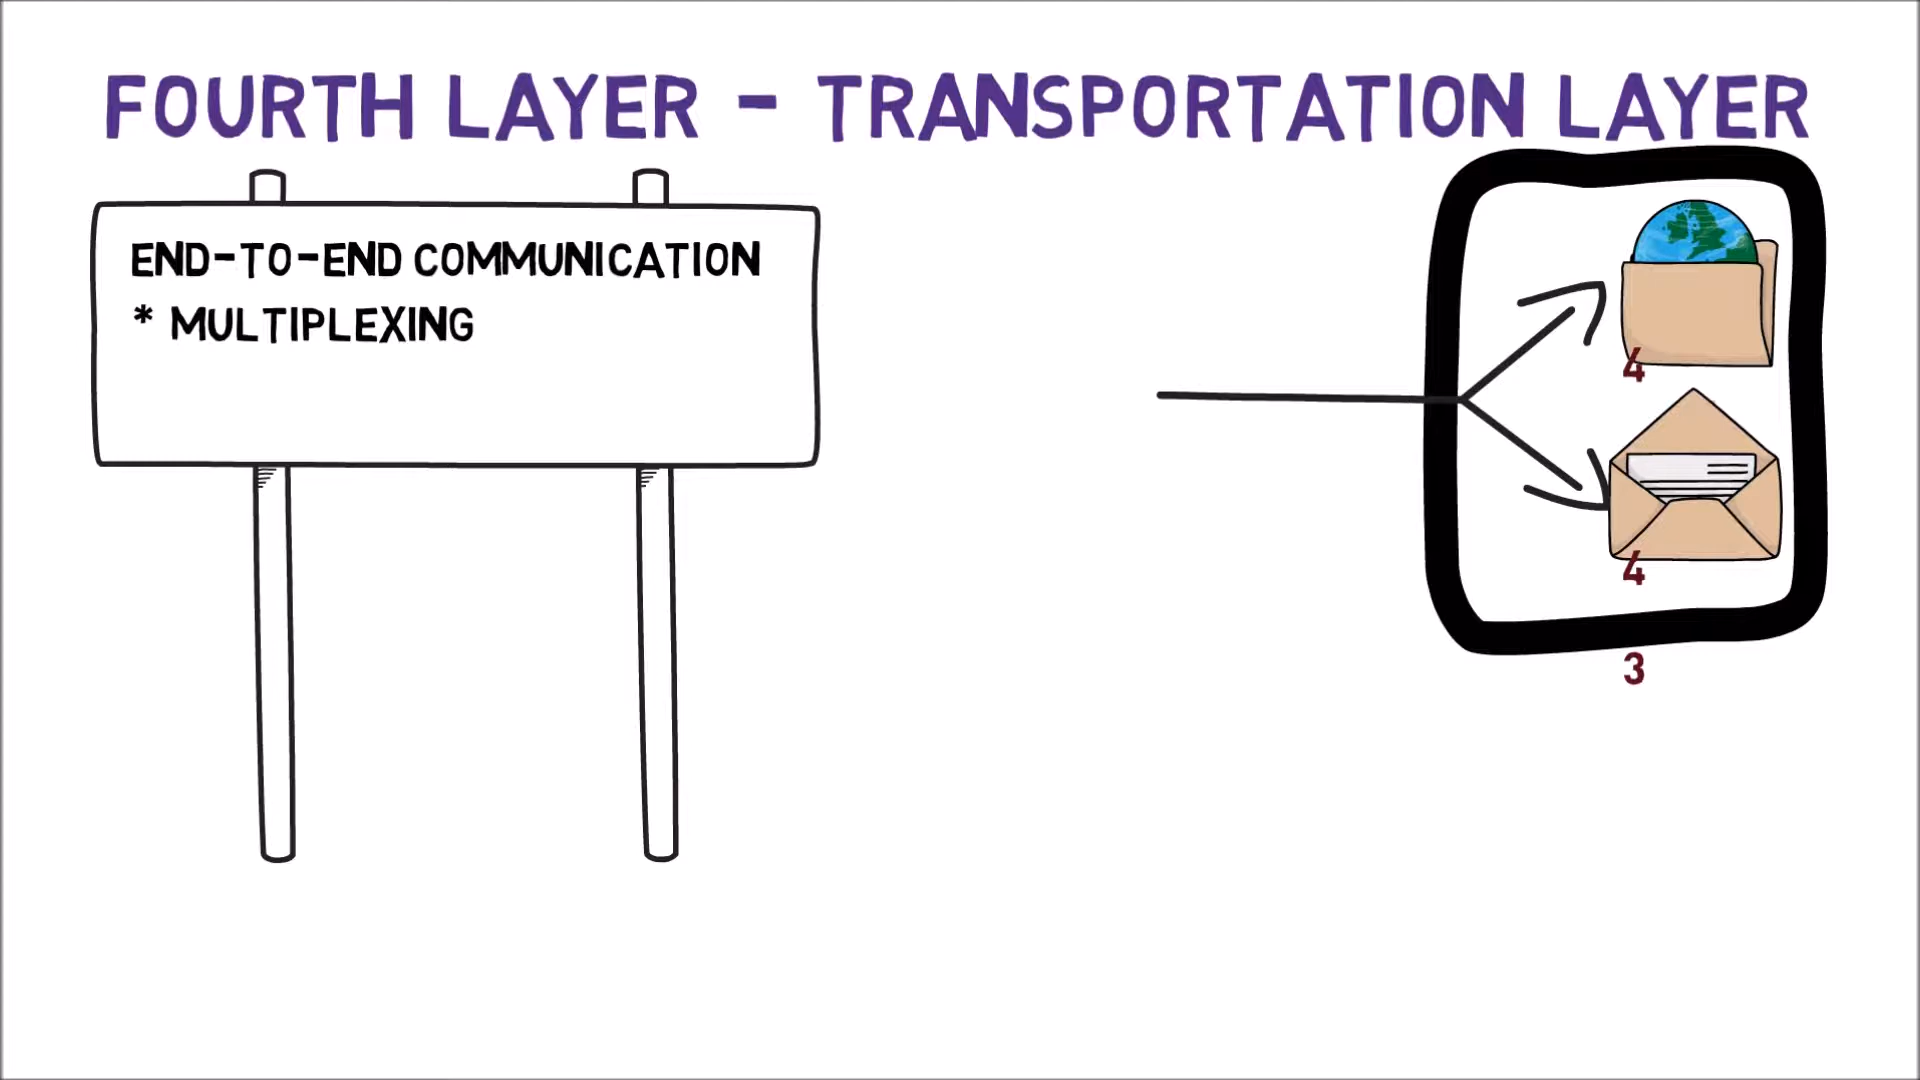 FOURTH LAYER - TRANSPORTATION LAYER
END-TO-END COMMUNICATION
* MULTIPLEXING
4
4
3